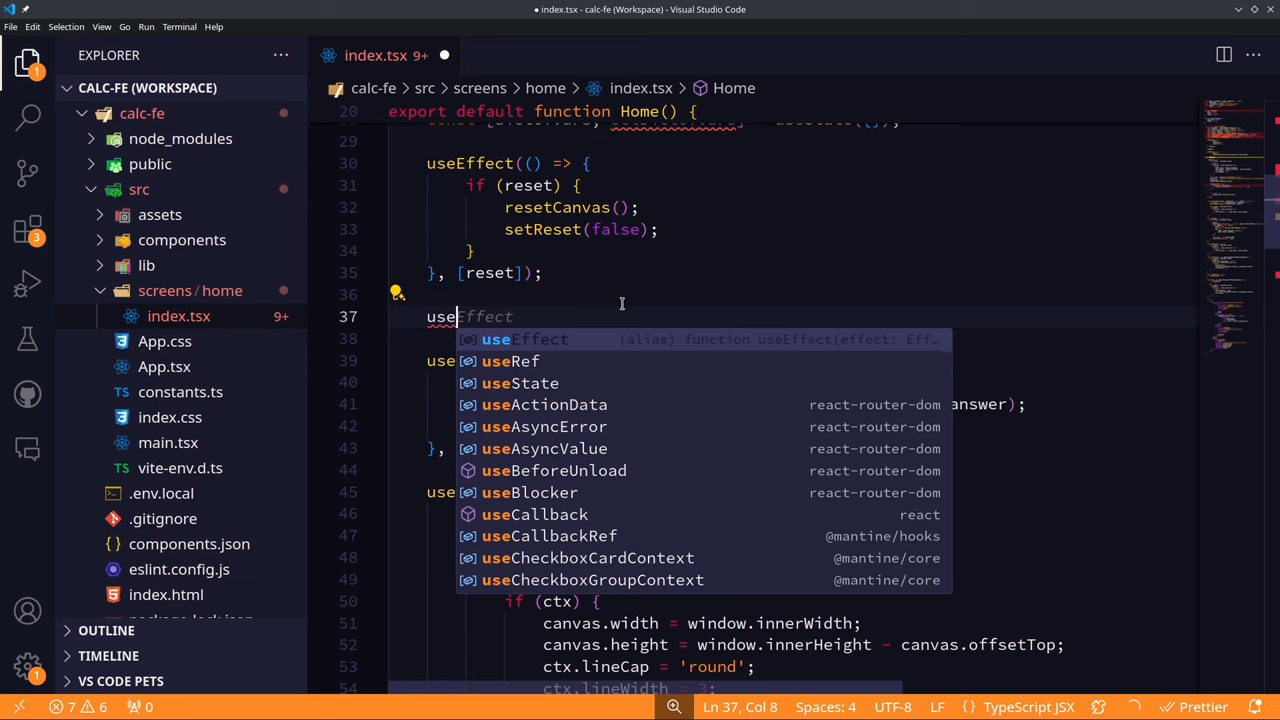 index.tsx - calc-fe (Workspace) - Visual Studio Code
File Edit Selection View Go Run Terminal Help
EXPLORER
CALC-FE (WORKSPACE)
calc-fe
node_modules
public
src
assets
components
lib
screens/home
index.tsx 9+
App.css
App.tsx
constants.ts
index.css
main.tsx
vite-env.d.ts
.env.local
.gitignore
components.json
eslint.config.js
index.html
OUTLINE
TIMELINE
VS CODE PETS
1
3
1
index.tsx 9+
calc-fe > src > screens > home > index.tsx > Home
20 export default function Home() {
29
30 useEffect(() => {
31 if (reset) {
32 resetCanvas();
33 setReset(false);
34 }
35 }, [reset]);
36
37 useEffect
38
39 use
40
41 answer);
42
43 },
44
45 use
46
47
48
49
50 if (ctx) {
51 canvas.width = window.innerWidth;
52 canvas.height = window.innerHeight - canvas.offsetTop;
53 ctx.lineCap = 'round';
54 ctx.lineWidth = 3;
useEffect (alias) function useEffect(effect: Eff…
useRef
useState
useActionData react-router-dom
useAsyncError react-router-dom
useAsyncValue react-router-dom
useBeforeUnload react-router-dom
useBlocker react-router-dom
useCallback react
useCallbackRef @mantine/hooks
useCheckboxCardContext @mantine/core
useCheckboxGroupContext @mantine/core
7 6 0 Ln 37, Col 8 Spaces: 4 UTF-8 LF {} TypeScript JSX Prettier